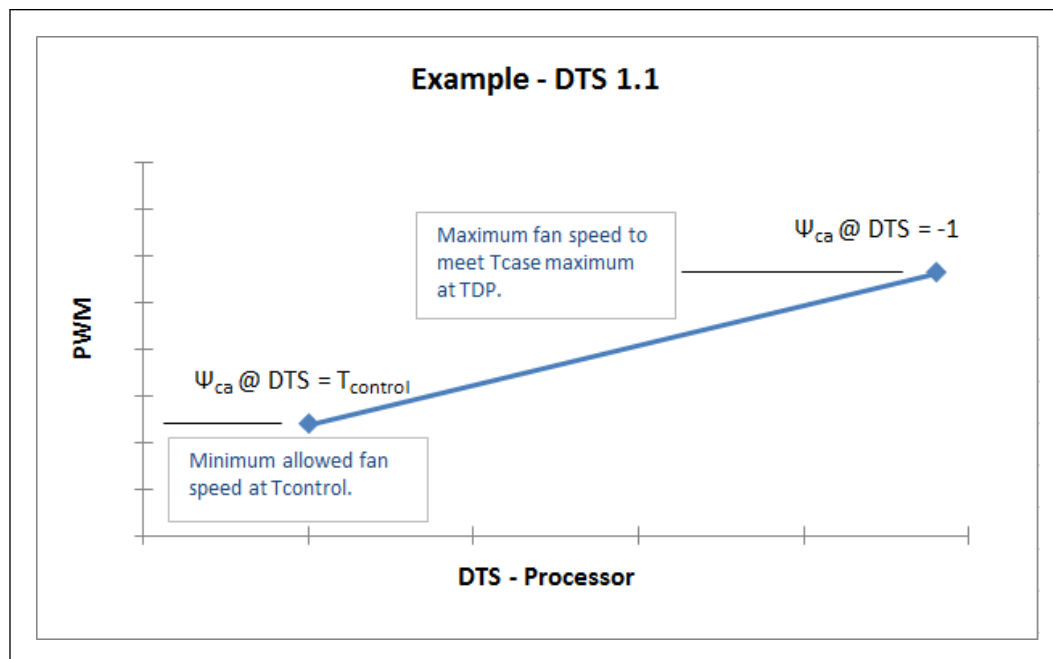 Example - DTS 1.1
Ψca @ DTS = -1
Maximum fan speed to
meet Tcase maximum
at TDP.
PWM
Ψca @ DTS = Tcontrol
Minimum allowed fan
speed at Tcontrol.
DTS - Processor